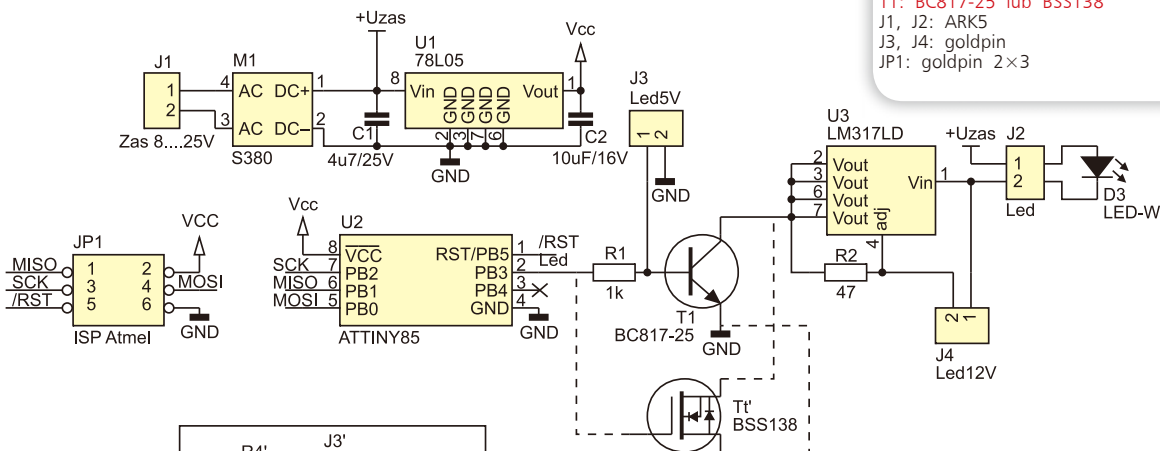 T1: BC817-25 lub BSS138
J1, J2: ARK5
J3, J4: goldpin
JP1: goldpin 2×3
+Uzas
J1
1
2
Zas 8....25V
M1
4 AC DC+ 1
3 AC DC– 2
S380
C1
4u7/25V
U1
78L05
8 Vin Vout 1
GND GND GND GND
2 3 7 6
GND
Vcc
C2
10uF/16V
J3
Led5V
1 2
GND
U3
LM317LD
2 Vout
3 Vout
6 Vout
7 Vout
Vin 1
adj
4
+Uzas
J2
1
2
Led
D3
LED-W
R2
47
2 1
J4
Led12V
JP1
VCC
MISO 1 2
SCK 3 4 MOSI
/RST 5 6
GND
ISP Atmel
Vcc
U2
8 VCC RST/PB5 1 /RST
SCK 7 PB2 PB3 2 Led
MISO 6 PB1 PB4 3
MOSI 5 PB0 GND 4
GND
ATTINY85
R1
1k
T1
BC817-25
GND
Tt'
BSS138
J3'
R4'